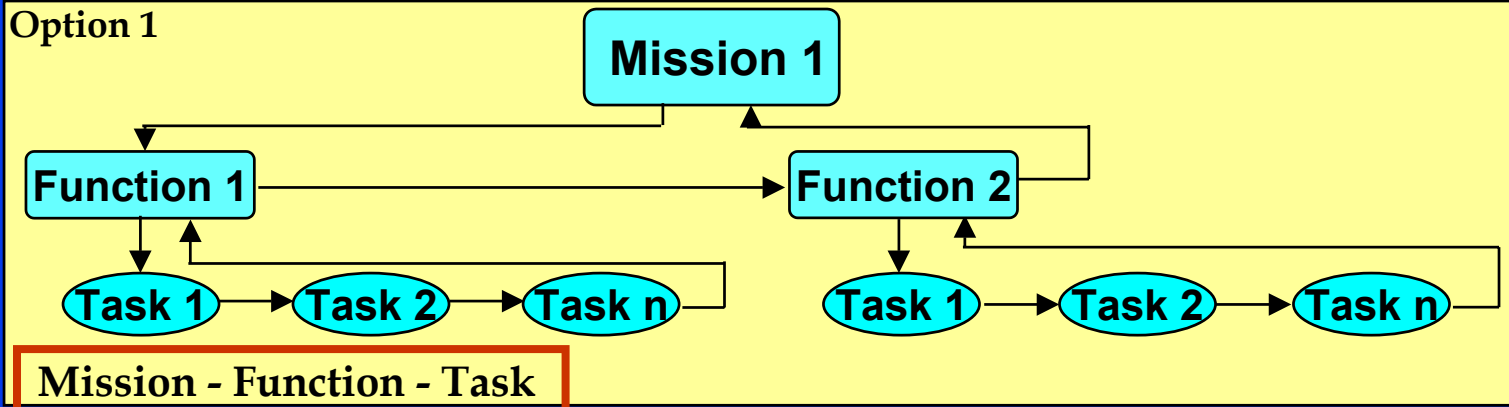 Option 1
Mission 1
Function 1
Function 2
Task 1
Task 2
Task n
Task 1
Task 2
Task n
Mission - Function - Task